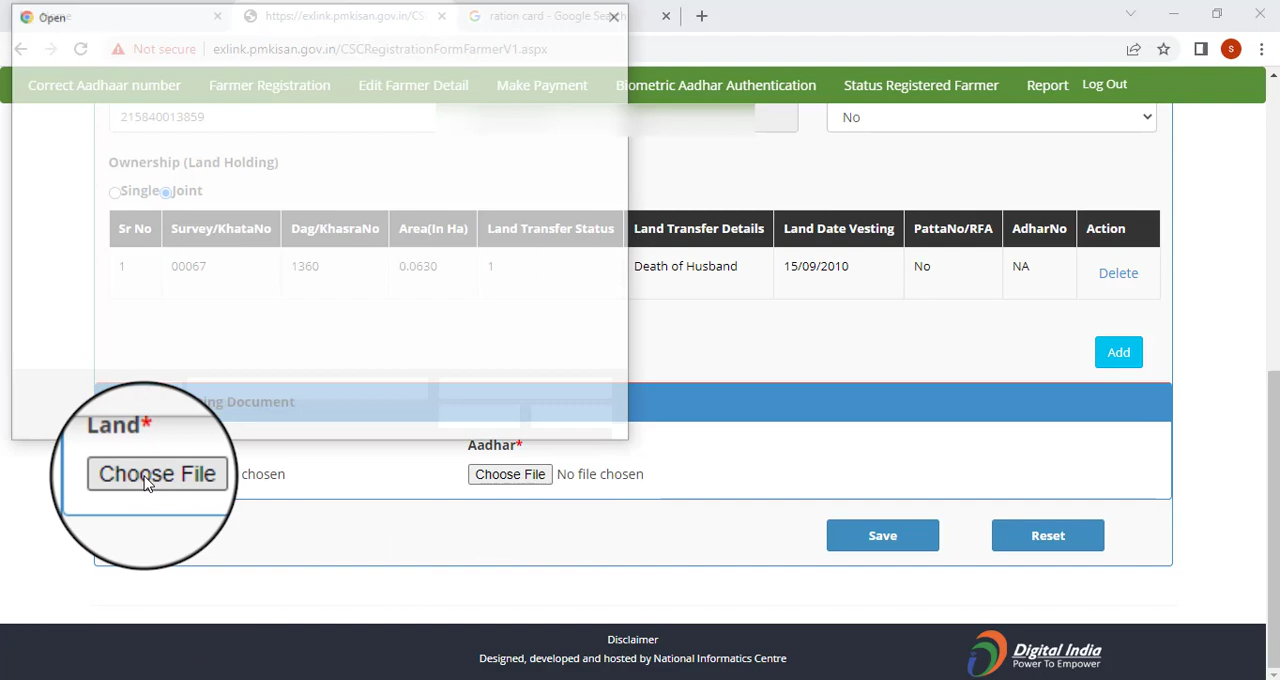 Open
https://exlink.pmkisan.gov.in/CS
ration card - Google Search
Not secure
exlink.pmkisan.gov.in/CSCRegistrationFormFarmerV1.aspx
S
Correct Aadhaar number
Farmer Registration
Edit Farmer Detail
Make Payment
Biometric Aadhar Authentication
Status Registered Farmer
Report
Log Out
215840013859
No
Ownership (Land Holding)
Single Joint
Sr No Survey/KhataNo Dag/KhasraNo Area(In Ha) Land Transfer Status Land Transfer Details Land Date Vesting PattaNo/RFA AdharNo Action
1 00067 1360 0.0630 1 Death of Husband 15/09/2010 No NA Delete
Add
ing Document
Land*
Aadhar*
Choose File chosen
Choose File No file chosen
Save
Reset
Disclaimer
Designed, developed and hosted by National Informatics Centre
Digital India
Power To Empower